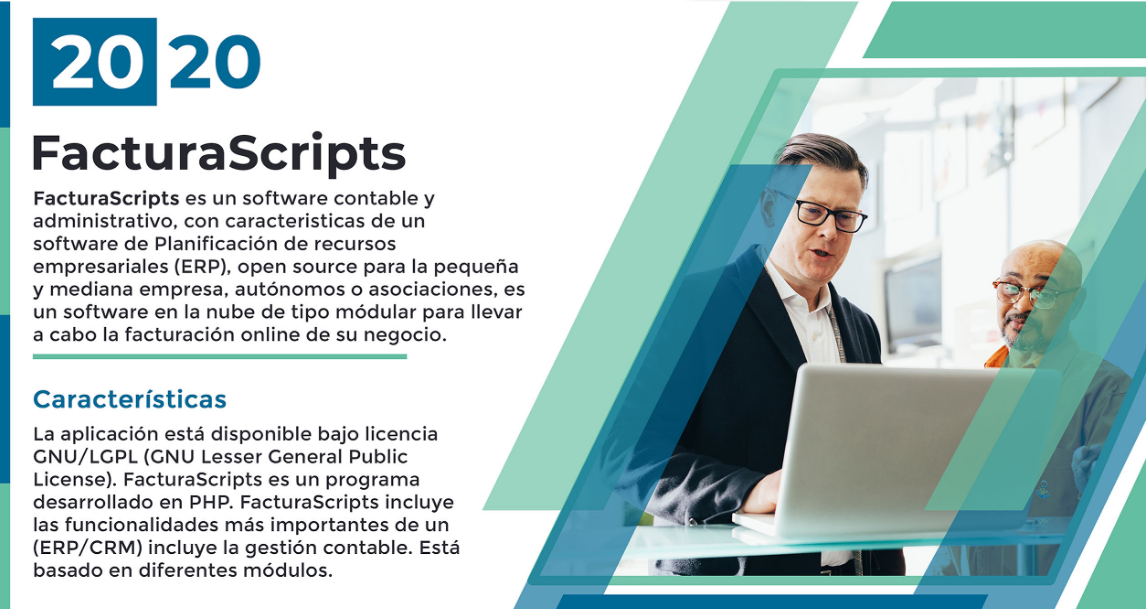 2020
FacturaScripts
FacturaScripts es un software contable y
administrativo, con caracteristicas de un
software de Planificación de recursos
empresariales (ERP), open source para la pequeña
y mediana empresa, autónomos o asociaciones, es
un software en la nube de tipo módular para llevar
a cabo la facturación online de su negocio.
Características
La aplicación está disponible bajo licencia
GNU/LGPL (GNU Lesser General Public
License). FacturaScripts es un programa
desarrollado en PHP. FacturaScripts incluye
las funcionalidades más importantes de un
(ERP/CRM) incluye la gestión contable. Está
basado en diferentes módulos.